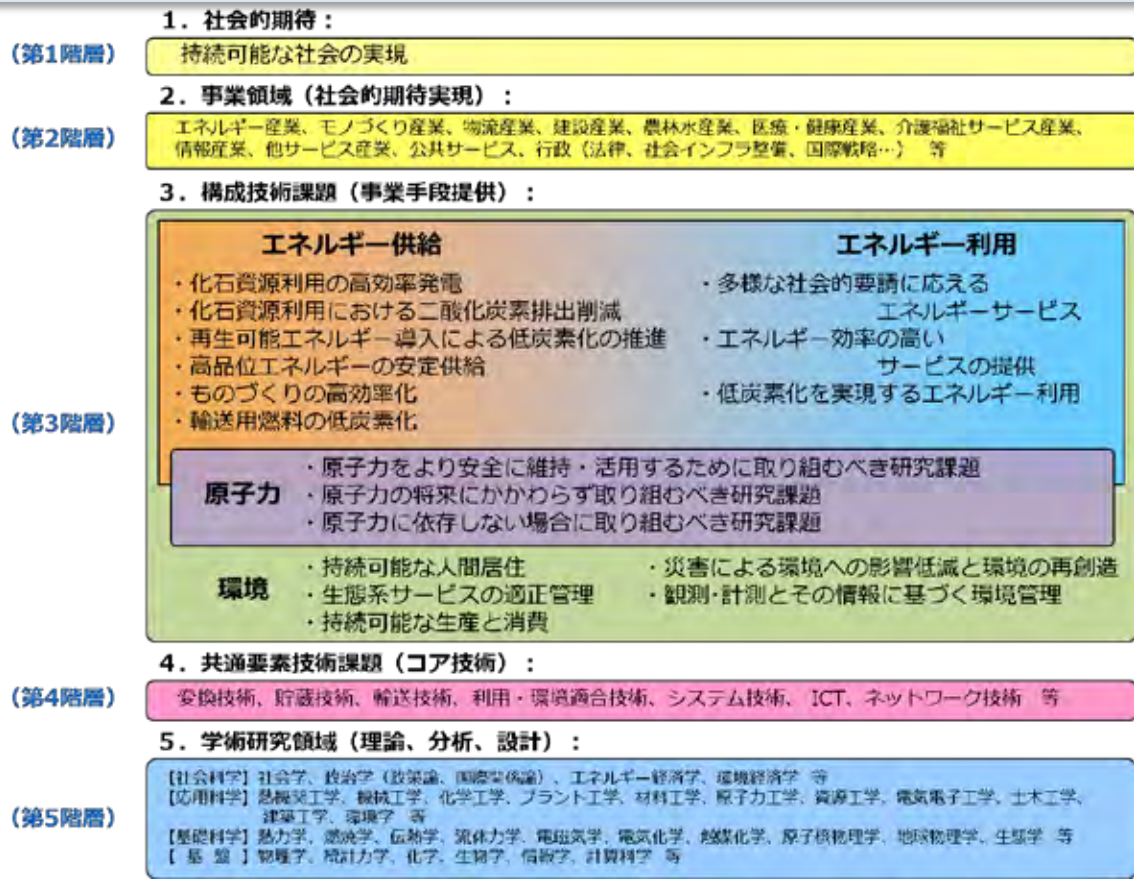 1．社会的期待：
（第1階層）
持続可能な社会の実現
2．事業領域（社会的期待実現）：
（第2階層）
エネルギー産業、モノづくり産業、物流産業、建設産業、農林水産業、医療・健康産業、介護福祉サービス産業、
情報産業、他サービス産業、公共サービス、行政（法律、社会インフラ整備、国際戦略…） 等
3．構成技術課題（事業手段提供）：
（第3階層）
エネルギー供給
・化石資源利用の高効率発電
・化石資源利用における二酸化炭素排出削減
・再生可能エネルギー導入による低炭素化の推進
・高品位エネルギーの安定供給
・ものづくりの高効率化
・輸送用燃料の低炭素化
エネルギー利用
・多様な社会的要請に応える
エネルギーサービス
・エネルギー効率の高い
サービスの提供
・低炭素化を実現するエネルギー利用
原子力
・原子力をより安全に維持・活用するために取り組むべき研究課題
・原子力の将来にかかわらず取り組むべき研究課題
・原子力に依存しない場合に取り組むべき研究課題
環境
・持続可能な人間居住
・生態系サービスの適正管理
・持続可能な生産と消費
・災害による環境への影響低減と環境の再創造
・観測・計測とその情報に基づく環境管理
4．共通要素技術課題（コア技術）：
（第4階層）
変換技術、貯蔵技術、輸送技術、利用・環境適合技術、システム技術、ICT、ネットワーク技術 等
5．学術研究領域（理論、分析、設計）：
（第5階層）
【社会科学】社会学、政治学（政策論、国際関係論）、エネルギー経済学、環境経済学 等
【応用科学】熱機関工学、機械工学、化学工学、プラント工学、材料工学、原子力工学、資源工学、電気電子工学、土木工学、
建築工学、環境学 等
【基礎科学】熱力学、燃焼学、伝熱学、流体力学、電磁気学、電気化学、触媒化学、原子核物理学、地球物理学、生態学 等
【 基 盤 】物理学、統計力学、化学、生物学、情報学、計算科学 等